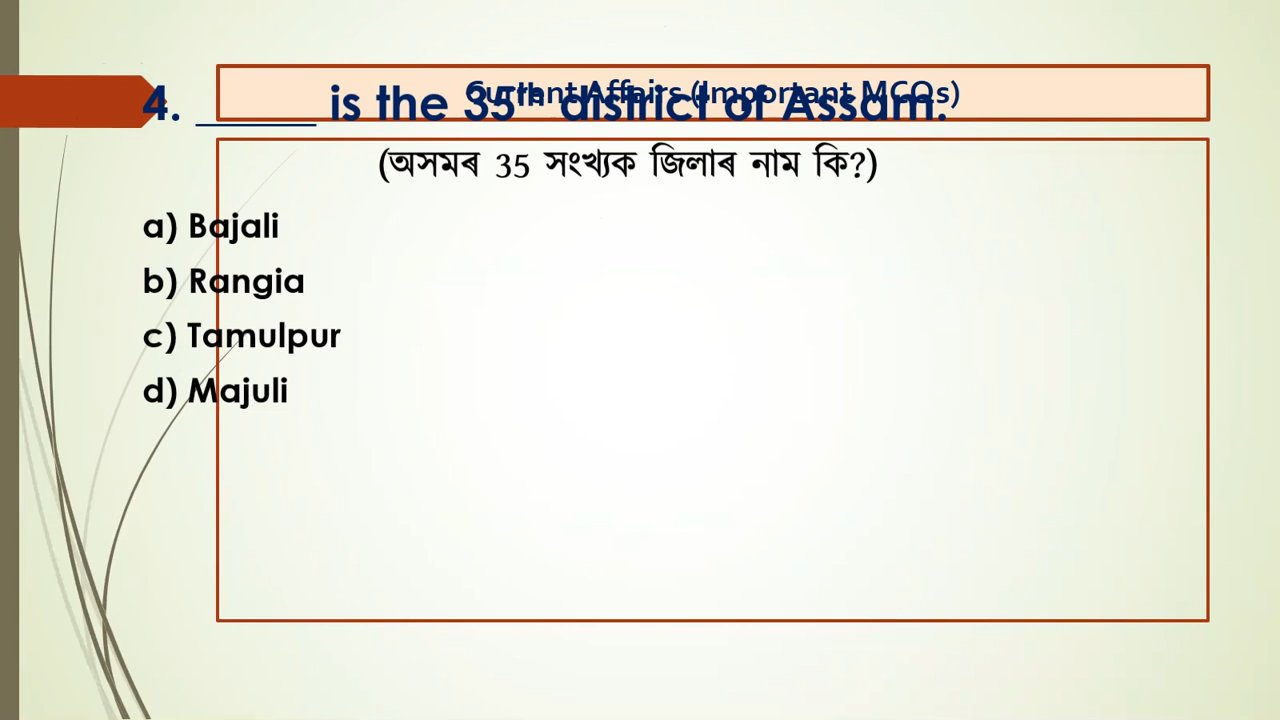 Current Affairs (Important MCQs)
4. ______ is the 35th district of Assam.
(অসমৰ 35 সংখ্যক জিলাৰ নাম কি?)
a) Bajali
b) Rangia
c) Tamulpur
d) Majuli